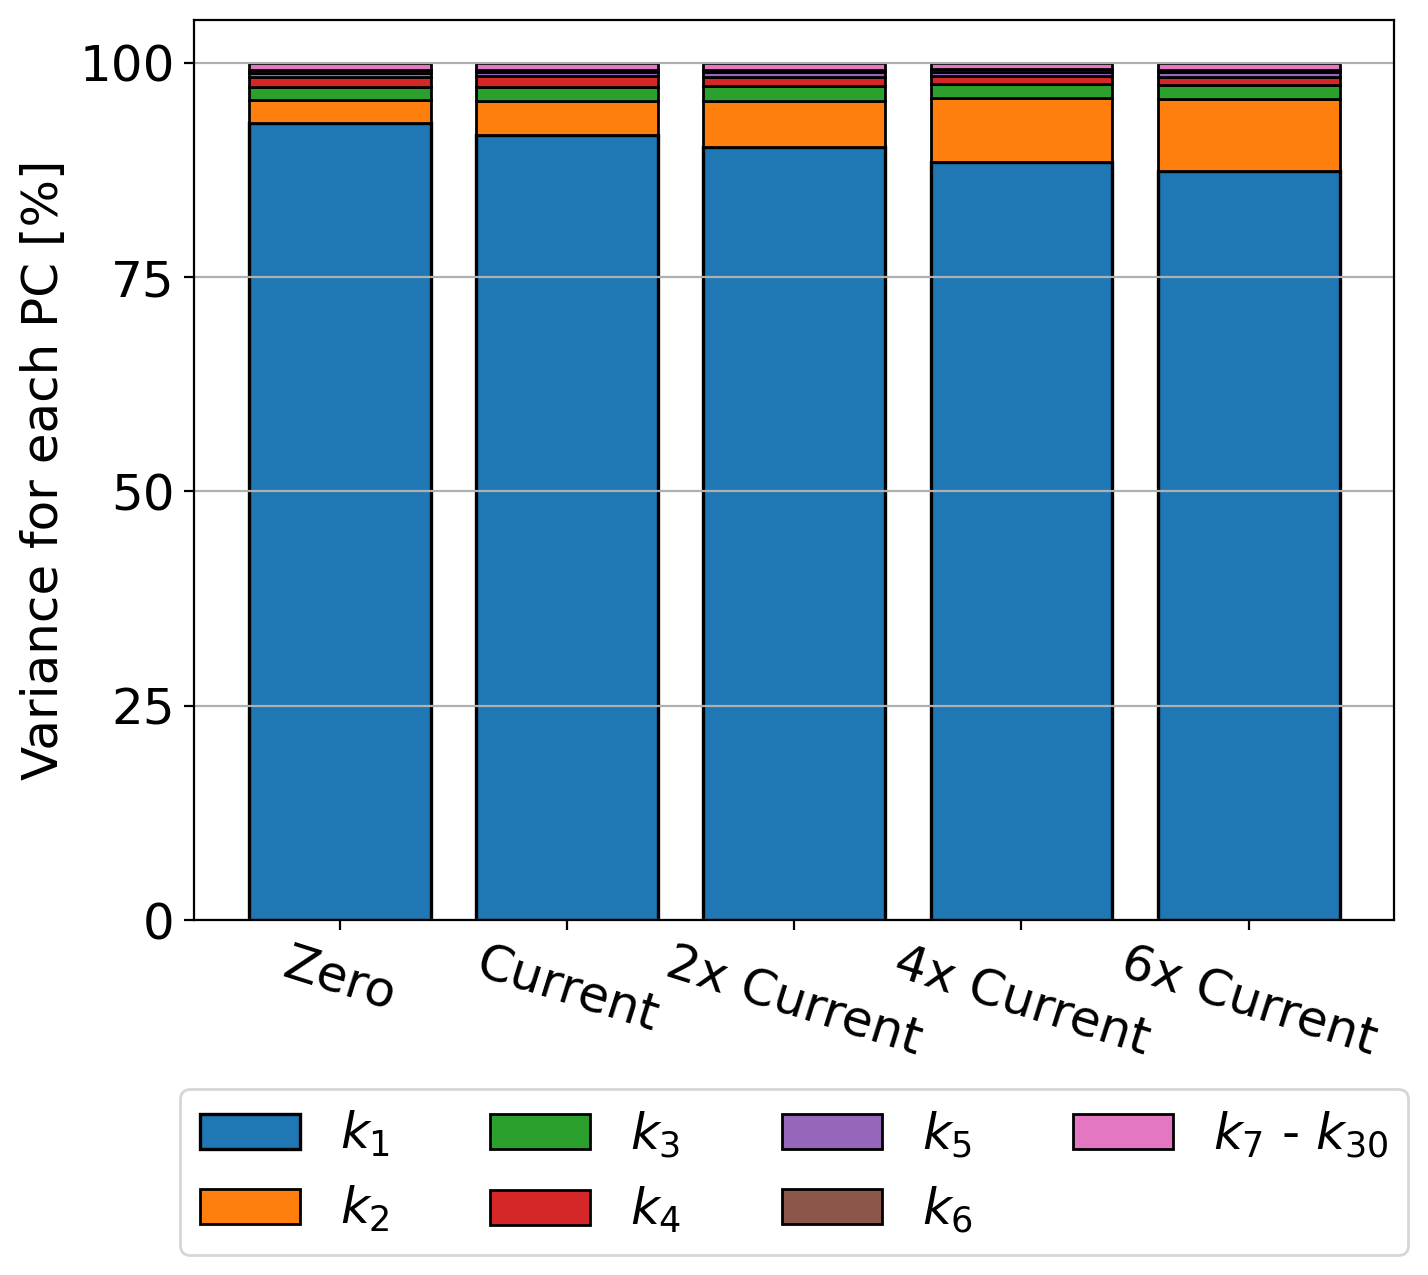 Variance for each PC [%]
100
75
50
25
0
Zero
Current
2x Current
4x Current
6x Current
k₁
k₂
k₃
k₄
k₅
k₆
k₇ - k₃₀